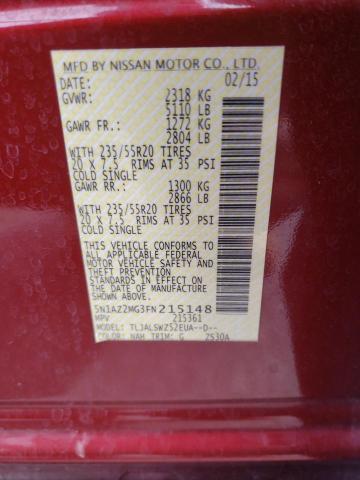 MFD BY NISSAN MOTOR CO., LTD.
DATE: 02/15
GVWR: 2318 KG
5110 LB
GAWR FR.: 1272 KG
2804 LB
WITH 235/55R20 TIRES
20 X 7.5 RIMS AT 35 PSI
COLD SINGLE
GAWR RR.: 1300 KG
2866 LB
WITH 235/55R20 TIRES
20 X 7.5 RIMS AT 35 PSI
COLD SINGLE
THIS VEHICLE CONFORMS TO
ALL APPLICABLE FEDERAL
MOTOR VEHICLE SAFETY
STANDARDS IN EFFECT ON
THE DATE OF MANUFACTURE
SHOWN ABOVE.
5N1AZ2MG3FN215148
MPV 215361
MODEL: TLJALSWZ52EUA--D--
COLOR: NAH TRIM: G 2S30A